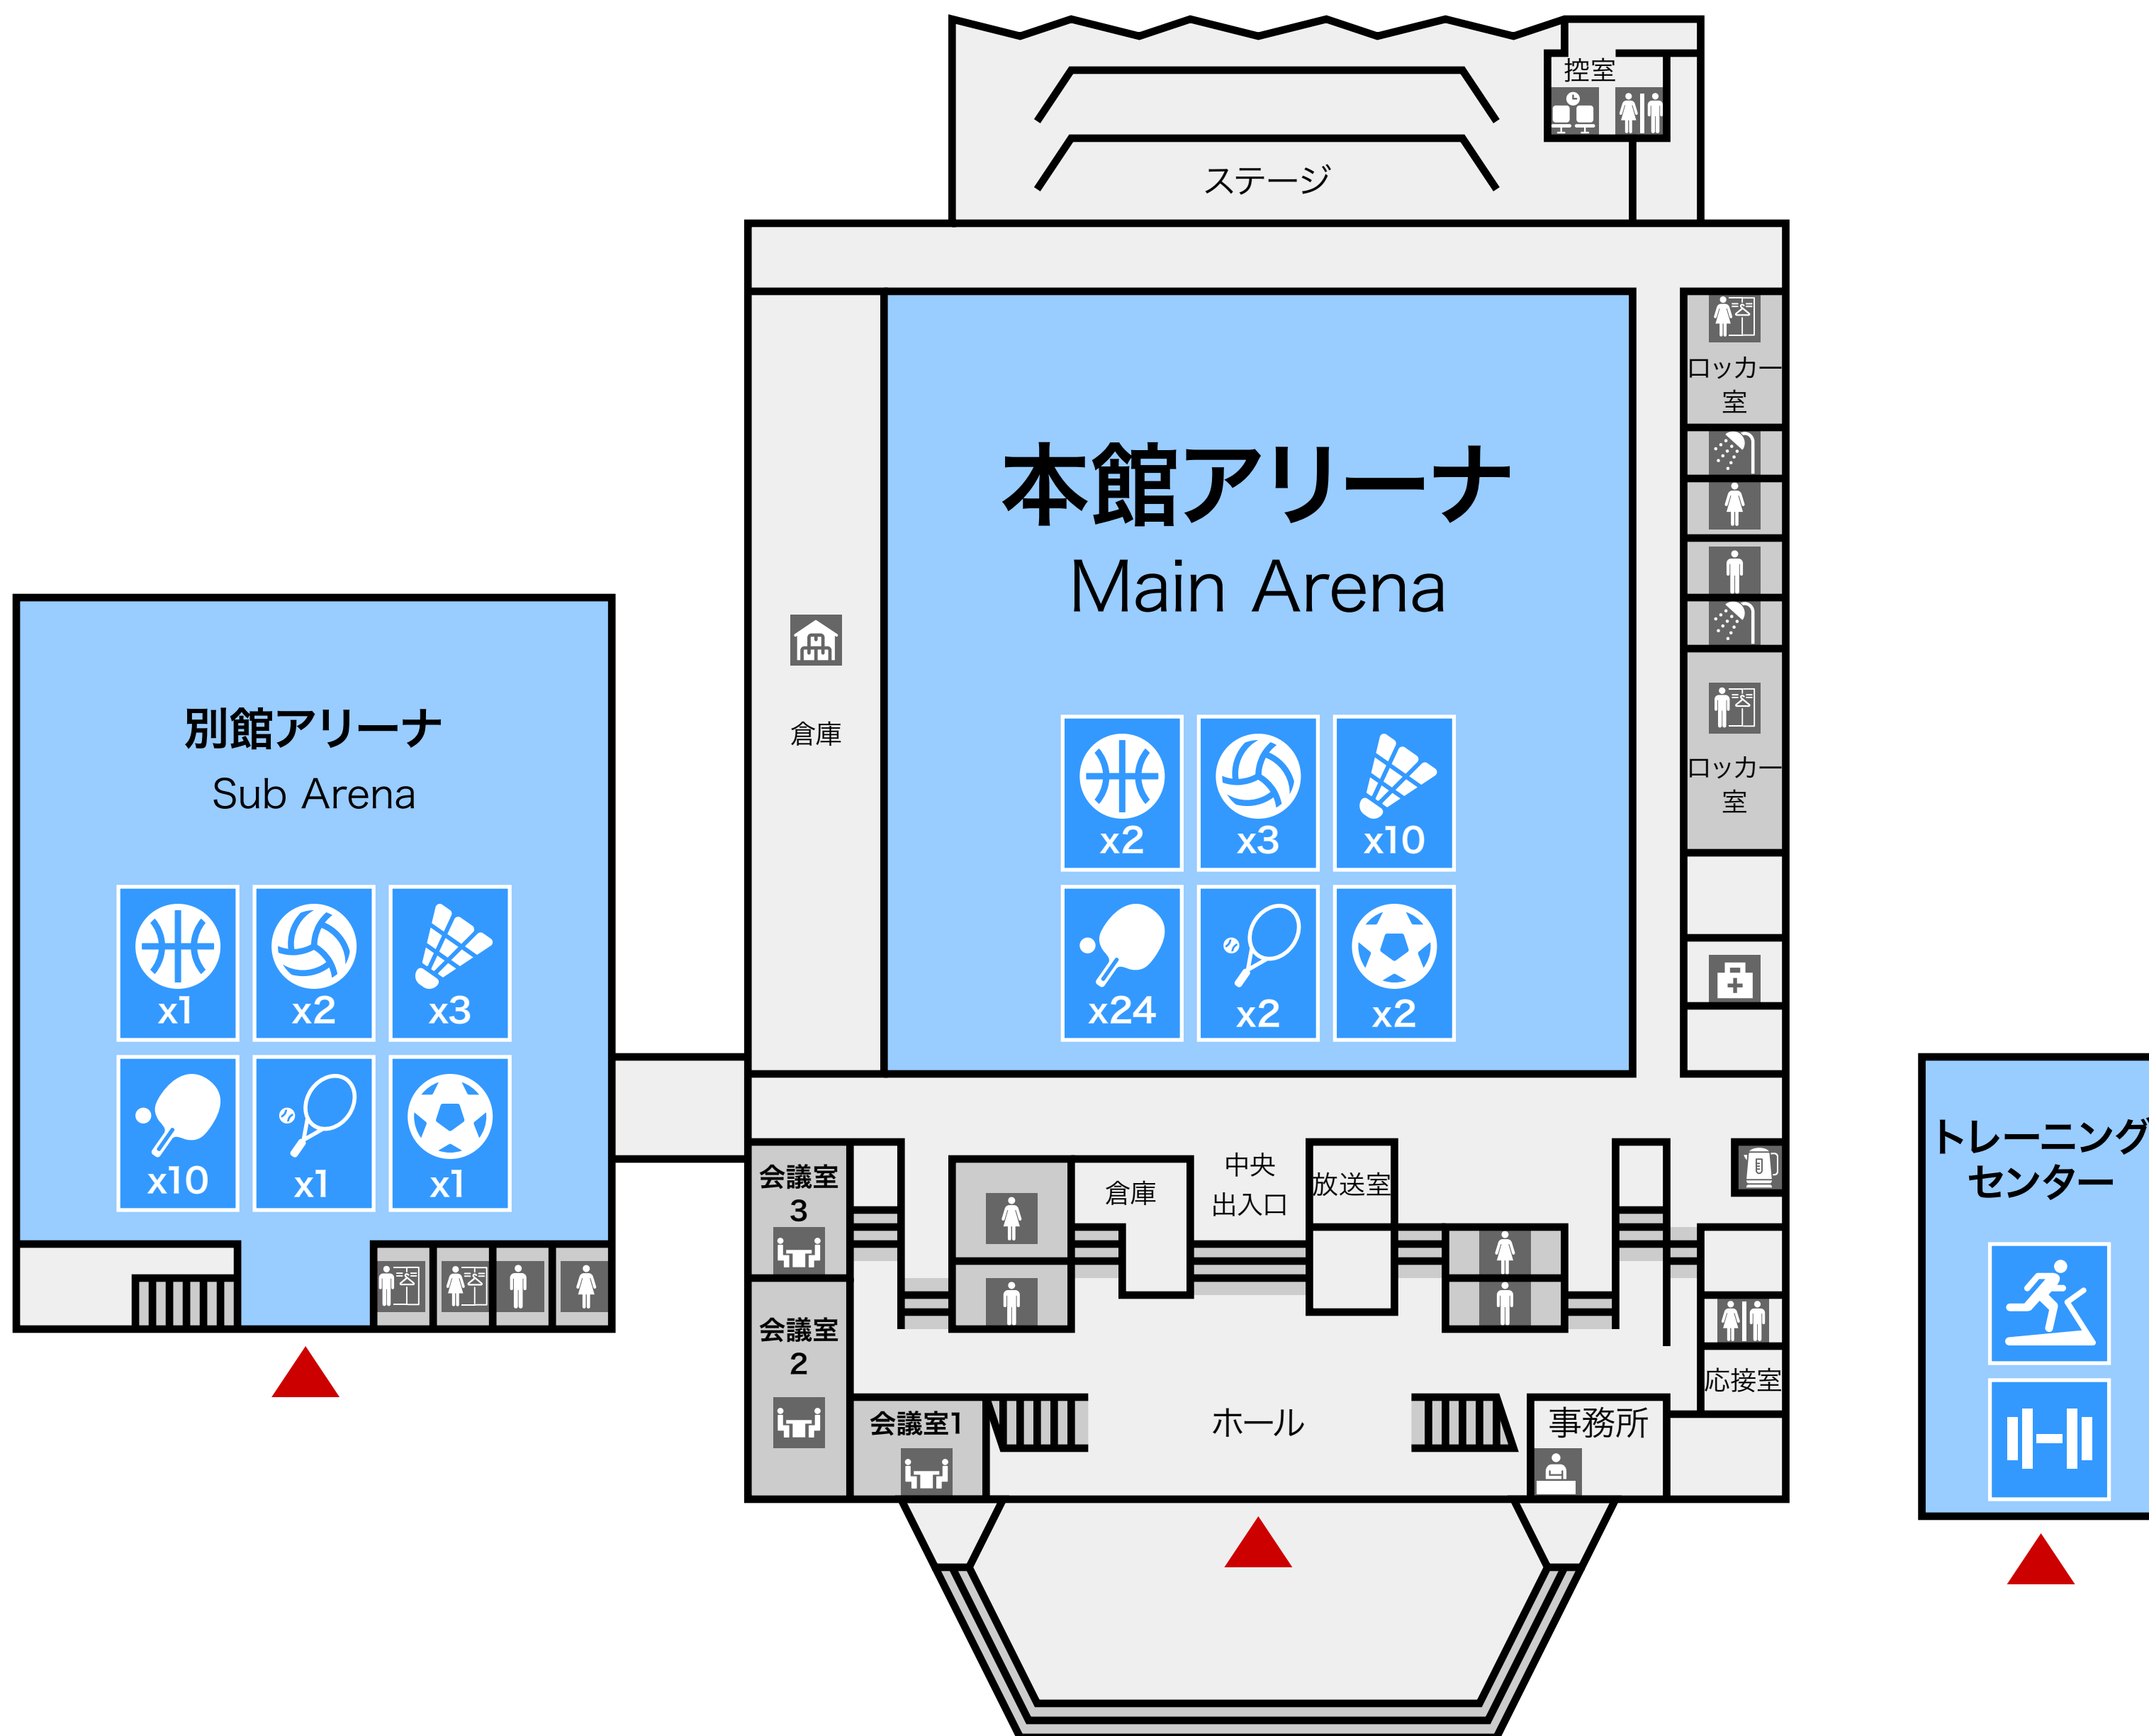 控室
ステージ
ロッカー
室
本館アリーナ
Main Arena
倉庫
ロッカー
室
x2
x3
x10
x24
x2
x2
別館アリーナ
Sub Arena
x1
x2
x3
x10
x1
x1
会議室
3
倉庫
中央
出入口
放送室
会議室
2
会議室1
ホール
事務所
応接室
トレーニング
センター